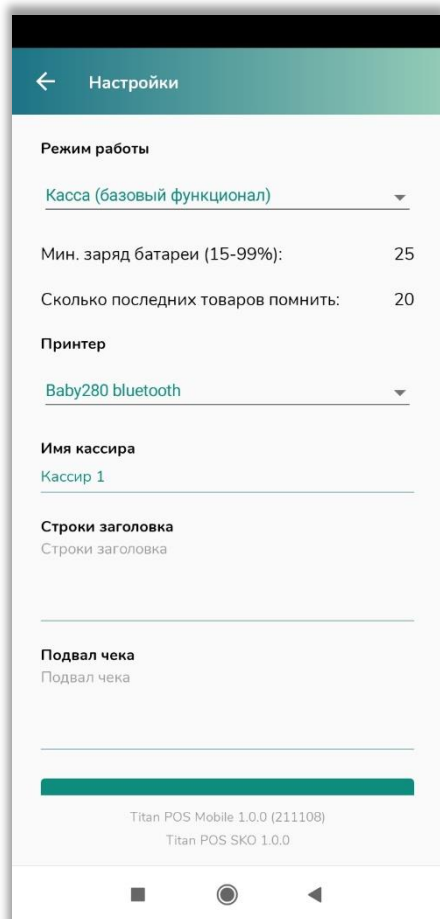 Настройки
Режим работы
Касса (базовый функционал)
Мин. заряд батареи (15-99%): 25
Сколько последних товаров помнить: 20
Принтер
Baby280 bluetooth
Имя кассира
Кассир 1
Строки заголовка
Строки заголовка
Подвал чека
Подвал чека
Titan POS Mobile 1.0.0 (211108)
Titan POS SKO 1.0.0